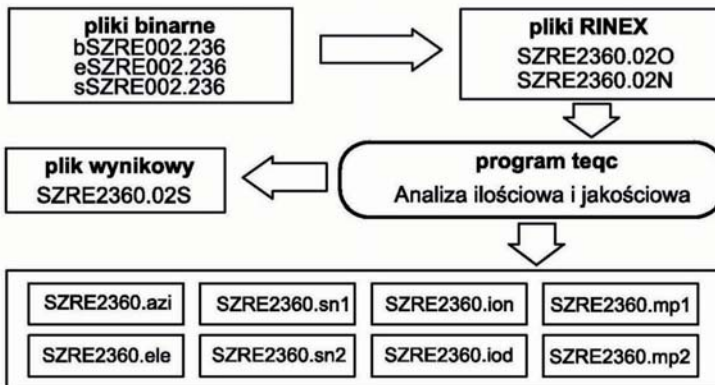 pliki binarne
bSZRE002.236
eSZRE002.236
sSZRE002.236
pliki RINEX
SZRE2360.02O
SZRE2360.02N
plik wynikowy
SZRE2360.02S
program teqc
Analiza ilościowa i jakościowa
SZRE2360.azi
SZRE2360.sn1
SZRE2360.ion
SZRE2360.mp1
SZRE2360.ele
SZRE2360.sn2
SZRE2360.iod
SZRE2360.mp2